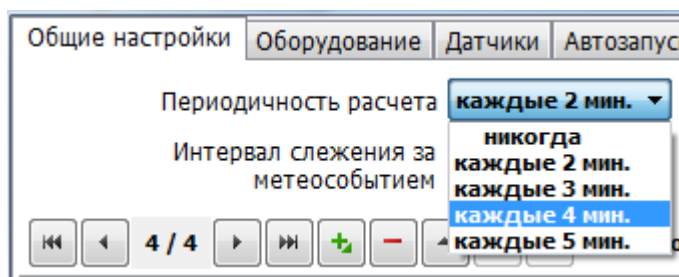 Общие настройки Оборудование Датчики
Периодичность расчета каждые 2 мин.
никогда
Интервал слежения за метеособытием
каждые 2 мин.
каждые 3 мин.
каждые 4 мин.
каждые 5 мин.
4 / 4